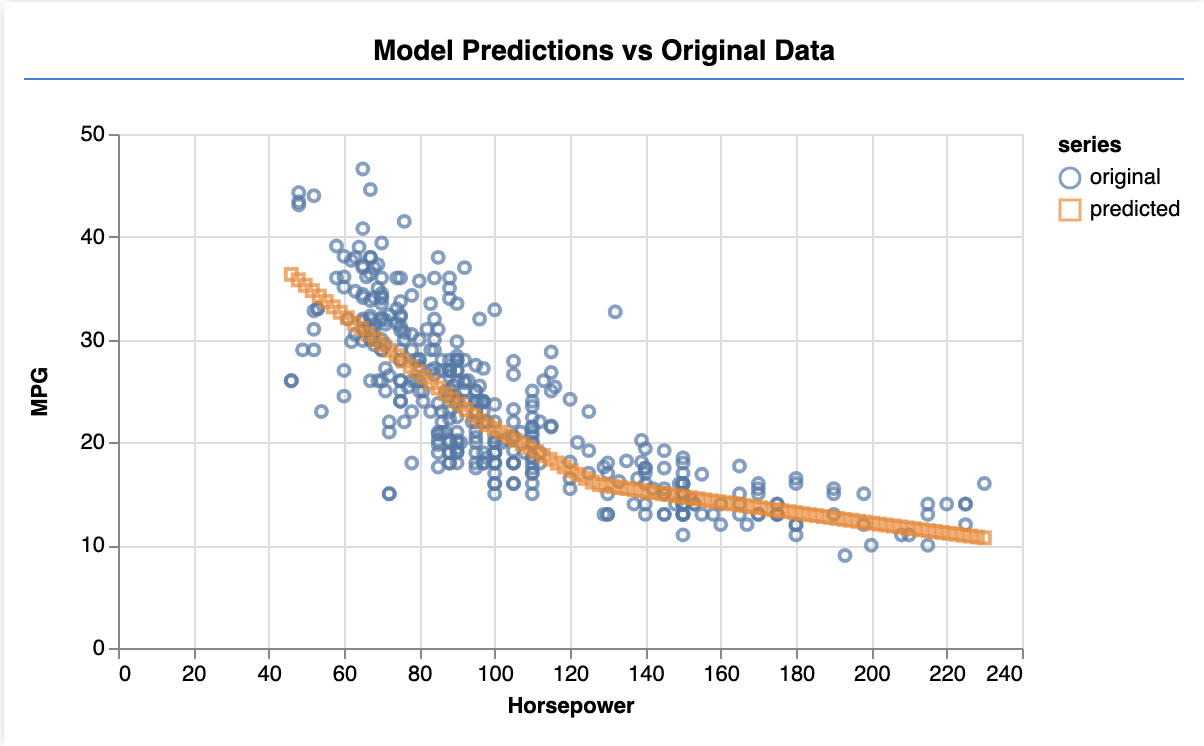 Model Predictions vs Original Data
50
40
30
20
10
0
MPG
0 20 40 60 80 100 120 140 160 180 200 220 240
Horsepower
series
original
predicted